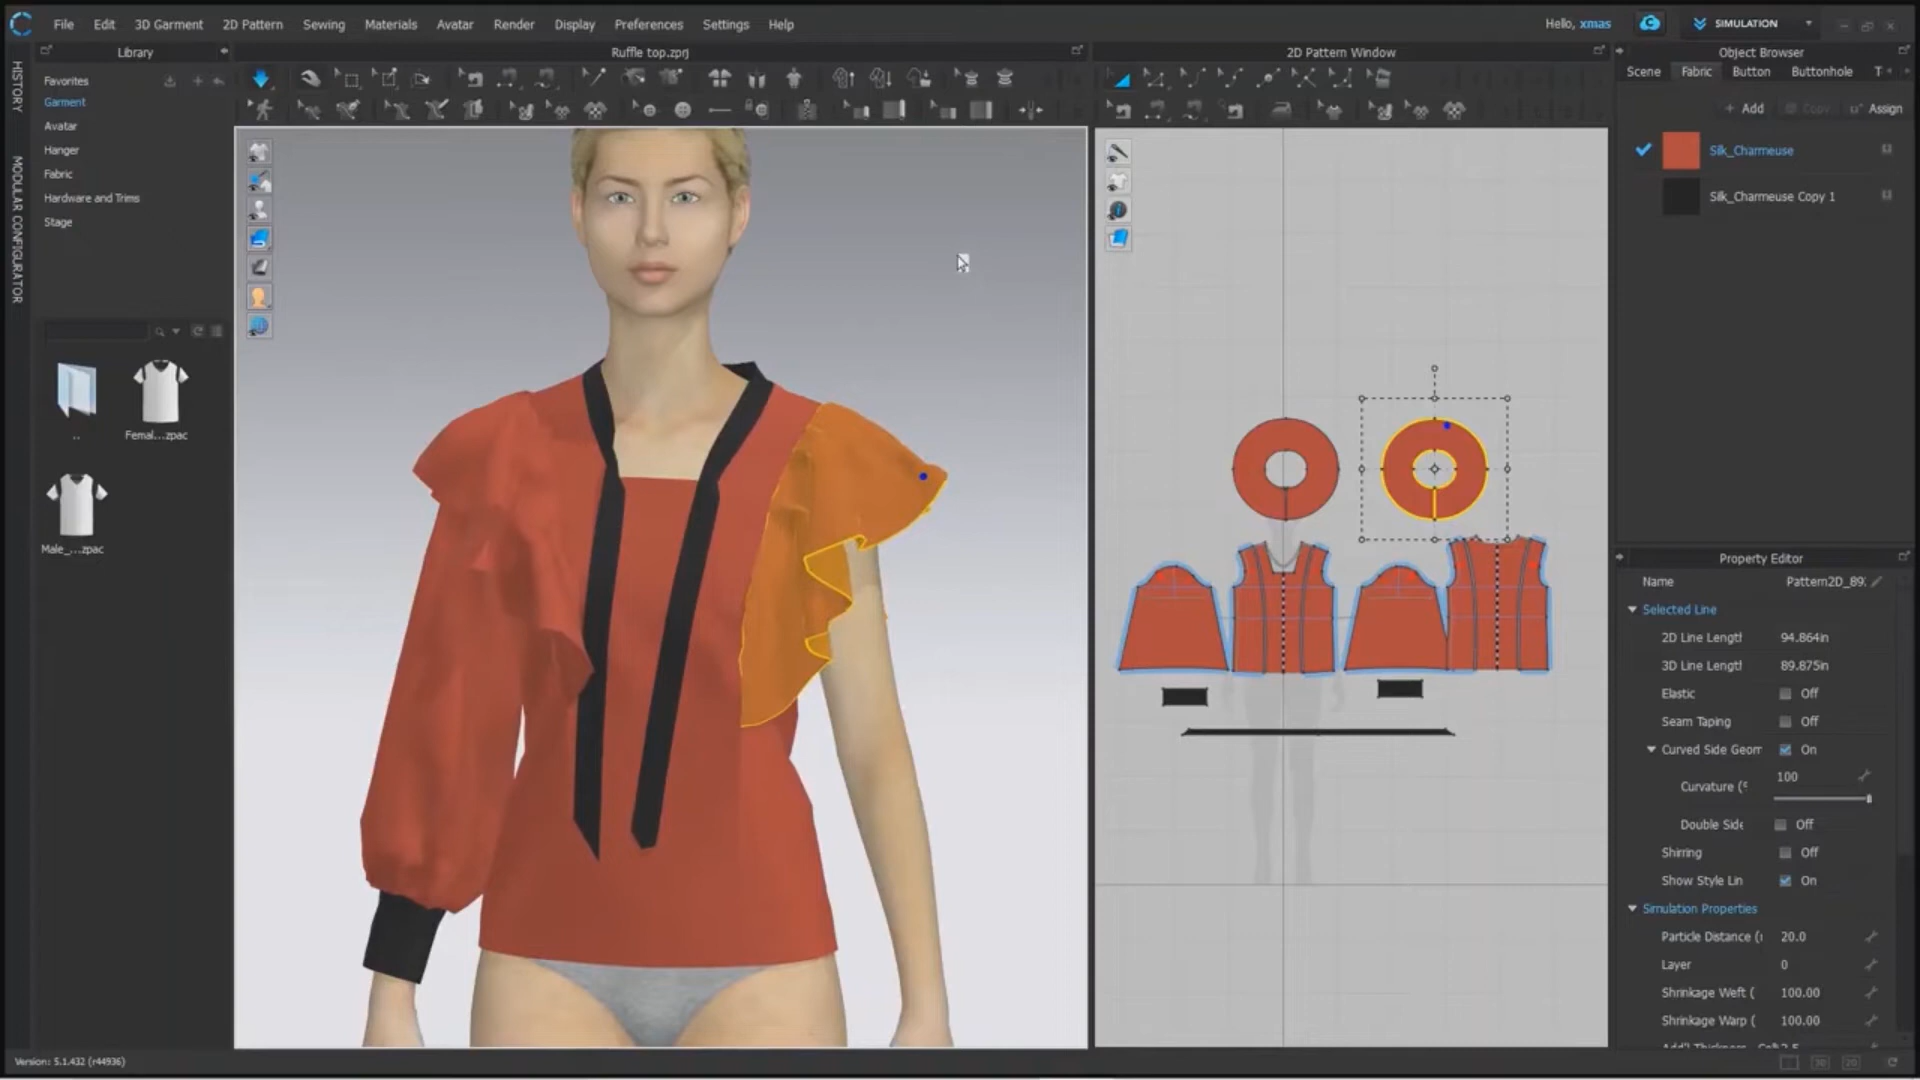 File Edit 3D Garment 2D Pattern Sewing Materials Avatar Render Display Preferences Settings Help
Hello, xmas
SIMULATION
Library
Ruffle top.zprj
2D Pattern Window
Object Browser
HISTORY
MODULAR CONFIGURATOR
Favorites
Garment
Avatar
Hanger
Fabric
Hardware and Trims
Stage
..
Femal...zpac
Male_...zpac
Scene Fabric Button Buttonhole T
+ Add Copy Assign
Silk_Charmeuse
Silk_Charmeuse Copy 1
Property Editor
Name Pattern2D_89
Selected Line
2D Line Length 94.864in
3D Line Length 89.875in
Elastic Off
Seam Taping Off
Curved Side Geom On
Curvature ( 100
Double Side Off
Shirring Off
Show Style Lin On
Simulation Properties
Particle Distance ( 20.0
Layer 0
Shrinkage Weft ( 100.00
Shrinkage Warp ( 100.00
Version: 5.1.432 (r44936)
3D
2D